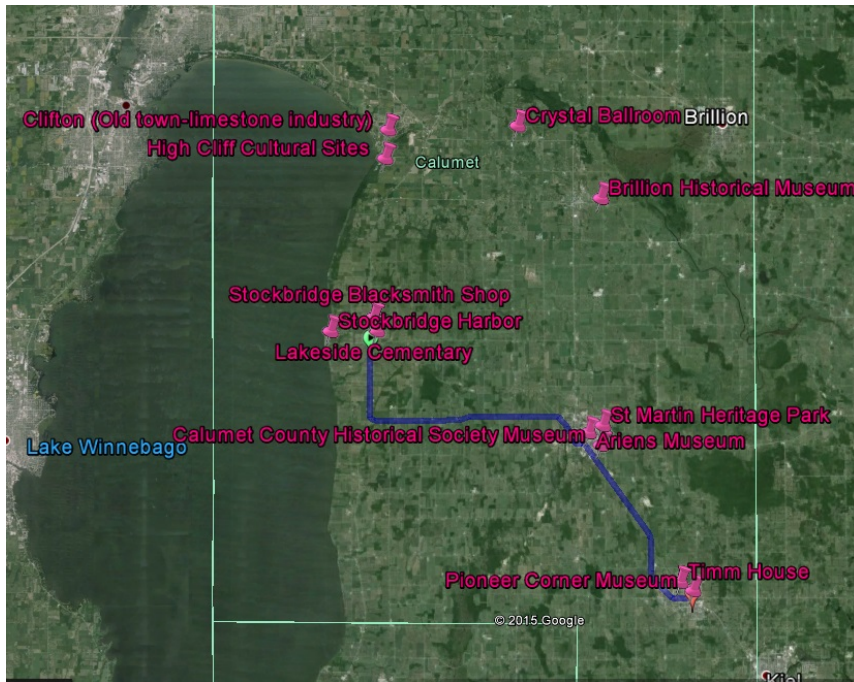 Clifton (Old town-limestone industry)
Crystal Ballroom
Brillion
High Cliff Cultural Sites
Calumet
Brillion Historical Museum
Stockbridge Blacksmith Shop
Stockbridge Harbor
Lakeside Cementary
St Martin Heritage Park
Calumet County Historical Society Museum
Ariens Museum
Lake Winnebago
Timm House
Pioneer Corner Museum
© 2015 Google
Kiel